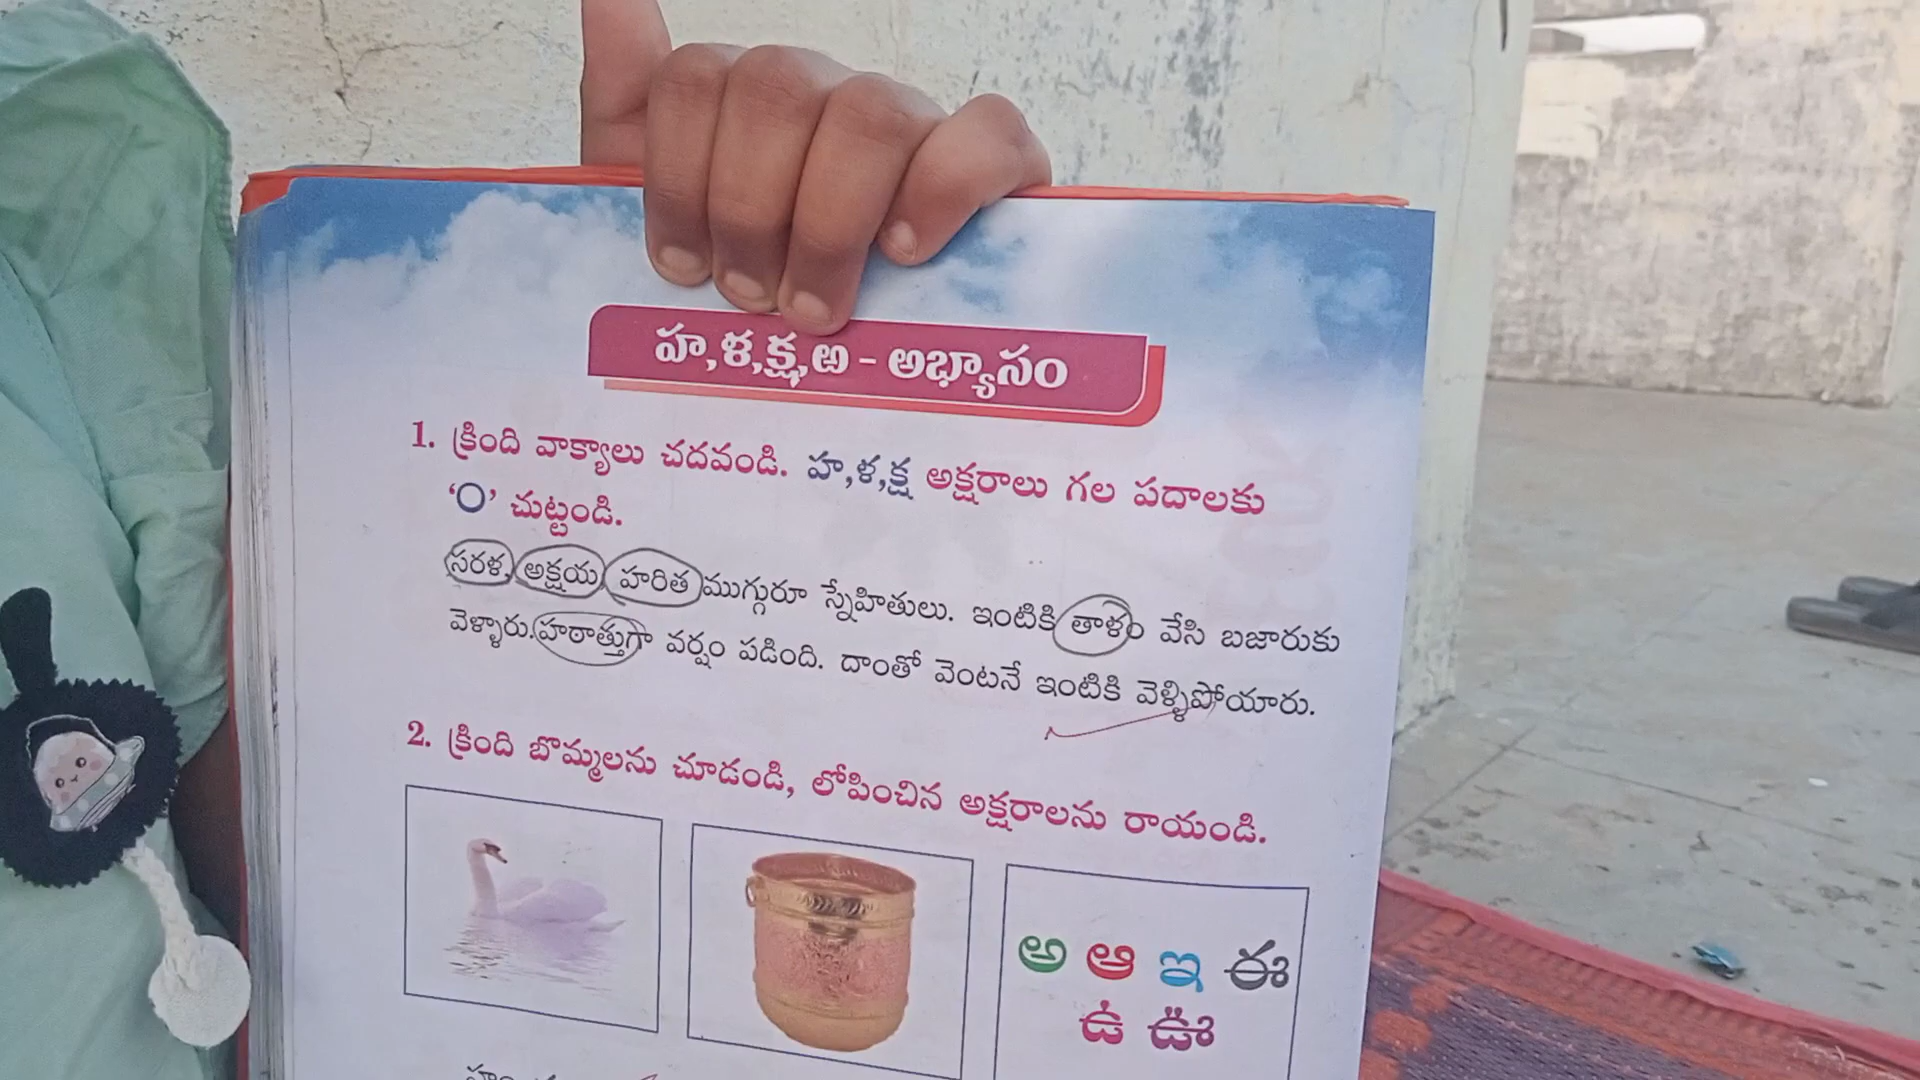 హ,ళ,క్ష,ఱ - అభ్యాసం
1. క్రింది వాక్యాలు చదవండి. హ,ళ,క్ష అక్షరాలు గల పదాలకు
‘O’ చుట్టండి.
సరళ, అక్షయ, హరిత ముగ్గురూ స్నేహితులు. ఇంటికి తాళం వేసి బజారుకు
వెళ్ళారు. హఠాత్తుగా వర్షం పడింది. దాంతో వెంటనే ఇంటికి వెళ్ళిపోయారు.
2. క్రింది బొమ్మలను చూడండి, లోపించిన అక్షరాలను రాయండి.
అ ఆ ఇ ఈ
ఉ ఊ